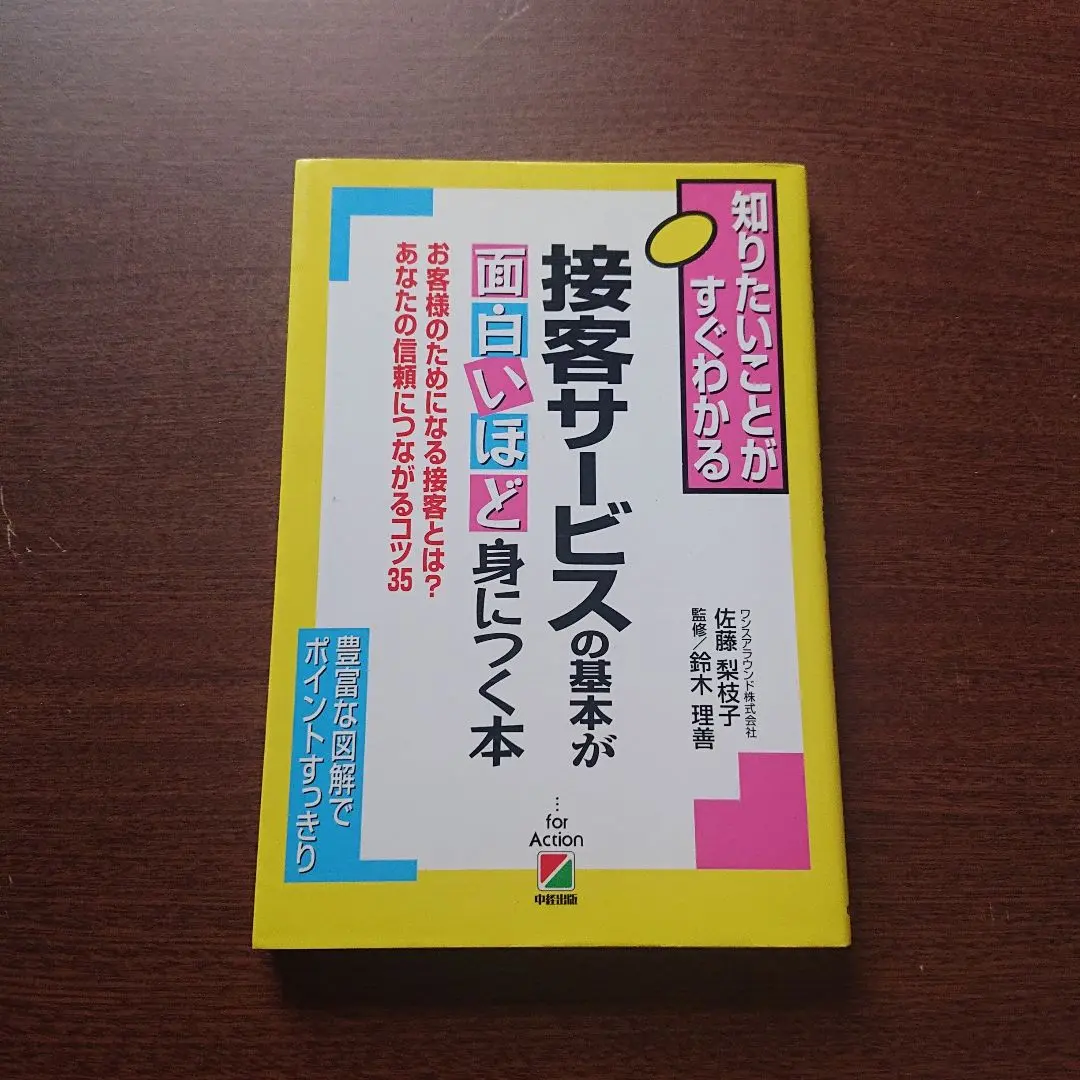 知りたいことが
すぐわかる
接客サービスの基本が
面白いほど身につく本
お客様のためになる接客とは?
あなたの信頼につながるコツ35
ワンスアラウンド株式会社
佐藤 梨枝子
監修/鈴木 理善
豊富な図解で
ポイントすっきり
…for
Action
中経出版